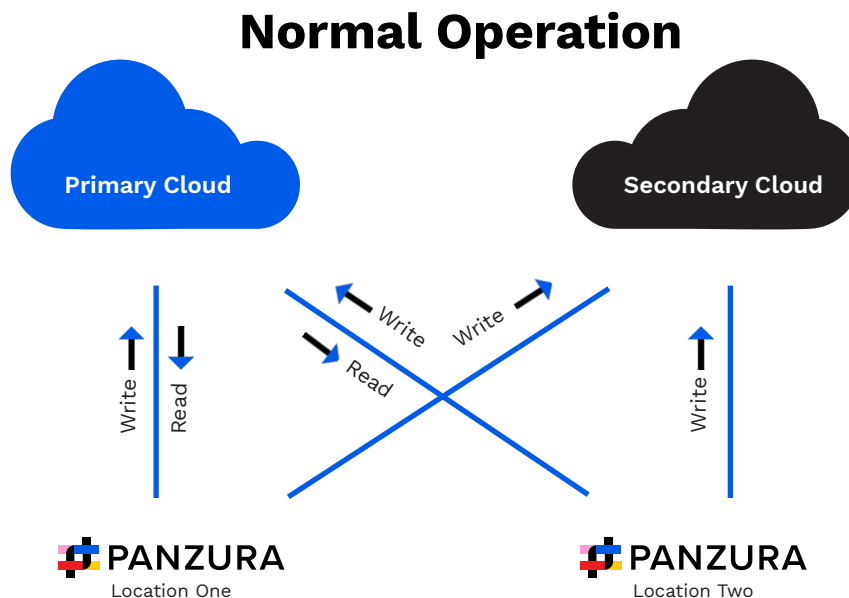 Normal Operation
Primary Cloud
Secondary Cloud
Write
Read
Write
Read
Write
Write
PANZURA
Location One
PANZURA
Location Two